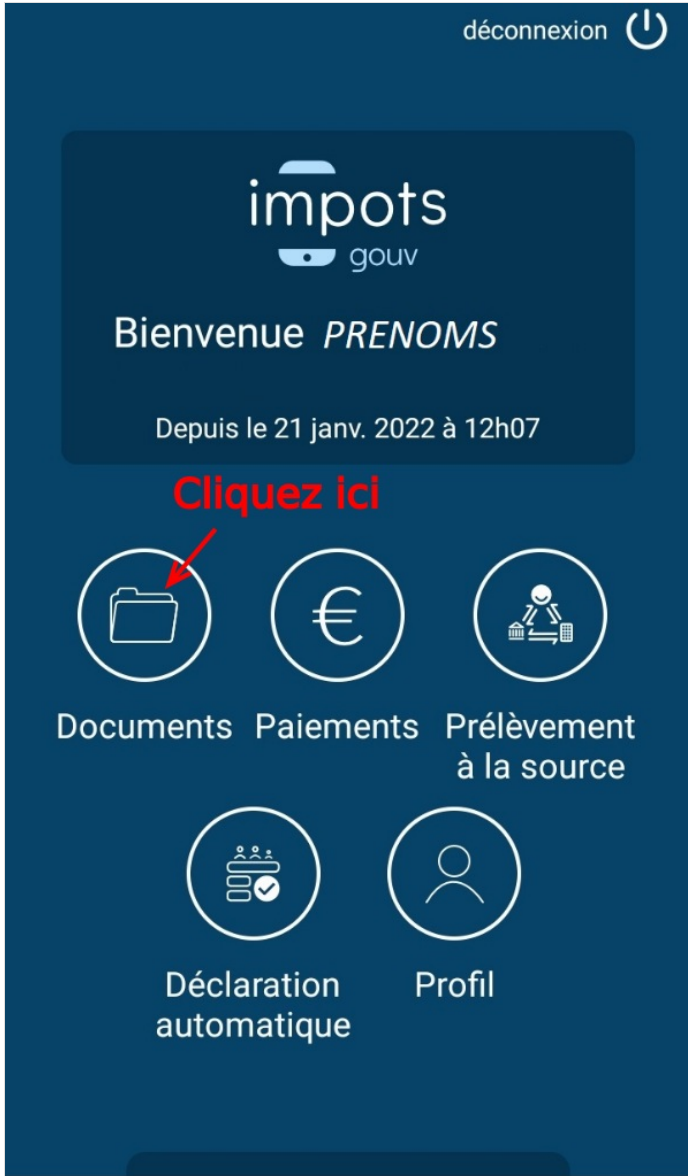 déconnexion
impots
gouv
Bienvenue PRENOMS
Depuis le 21 janv. 2022 à 12h07
Cliquez ici
€
Documents Paiements Prélèvement
à la source
Déclaration Profil
automatique